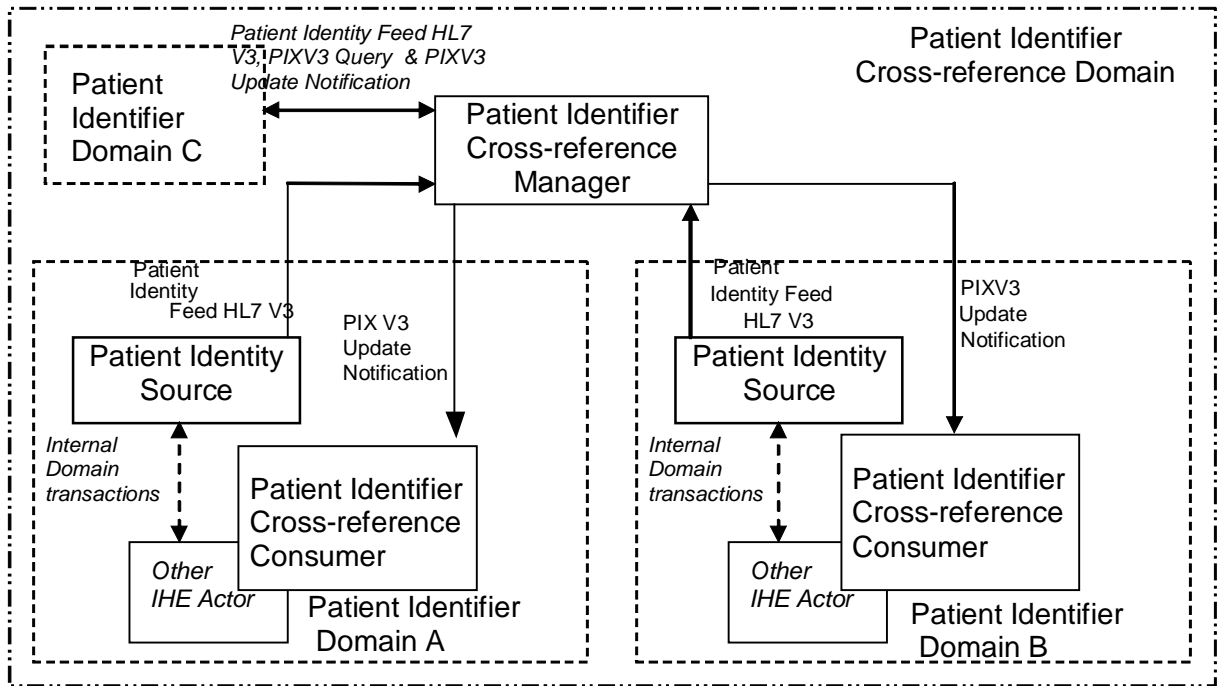 Patient Identity Feed HL7
V3, PIXV3 Query & PIXV3
Update Notification
Patient Identifier
Cross-reference Domain
Patient
Identifier
Domain C
Patient Identifier
Cross-reference
Manager
Patient
Identity
Feed HL7 V3
PIX V3
Update
Notification
Patient Identity
Source
Internal
Domain
transactions
Patient Identifier
Cross-reference
Consumer
Other
IHE Actor
Patient Identifier
Domain A
Patient
Identity Feed
HL7 V3
PIXV3
Update
Notification
Patient Identity
Source
Internal
Domain
transactions
Patient Identifier
Cross-reference
Consumer
Other
IHE Actor
Patient Identifier
Domain B